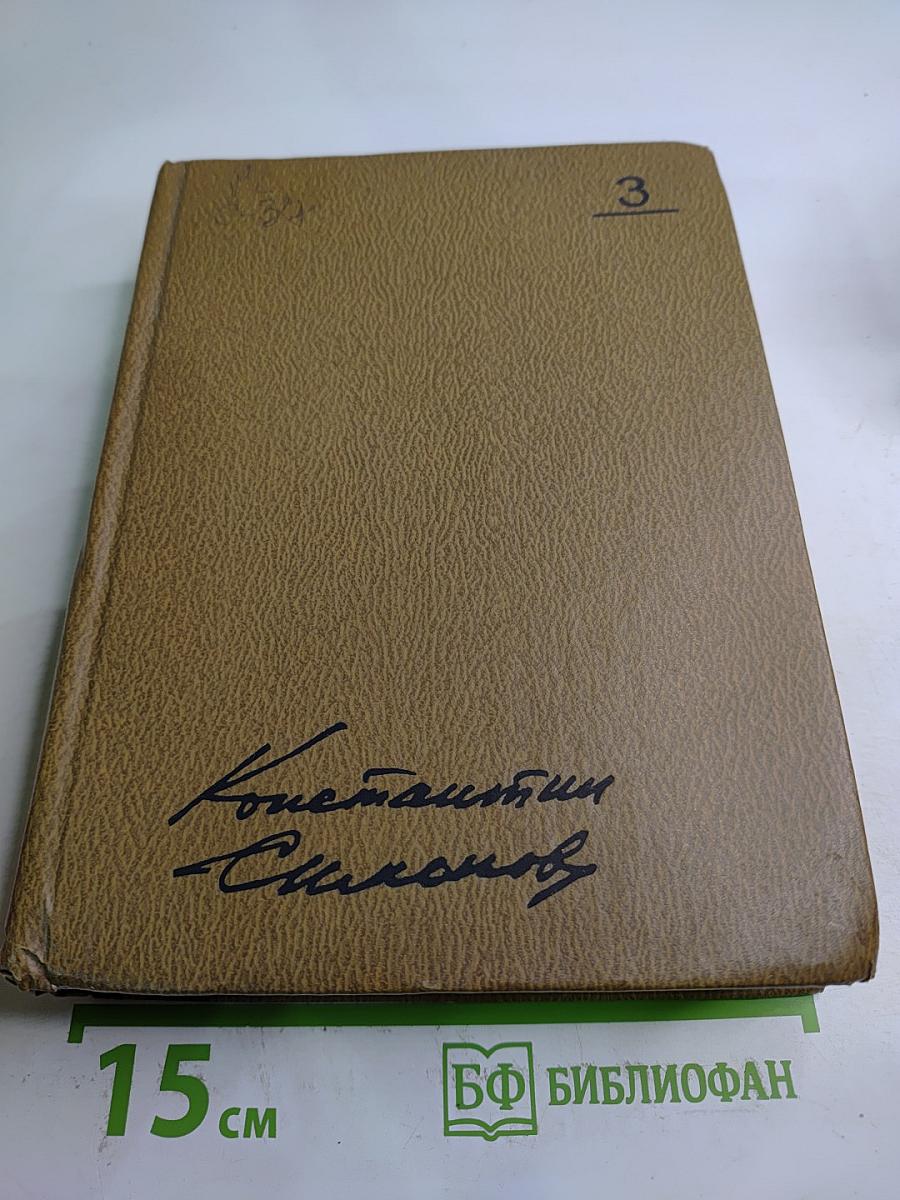 3
Константин
Симонов
15 см
БФ БИБЛИОФАН